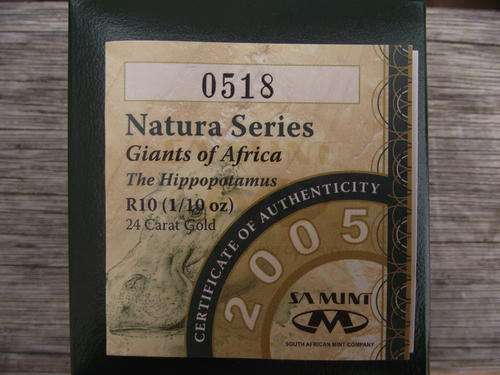 0518
Natura Series
Giants of Africa
The Hippopotamus
R10 (1/10 oz)
24 Carat Gold
CERTIFICATE OF AUTHENTICITY
2005
SA MINT
SOUTH AFRICAN MINT COMPANY